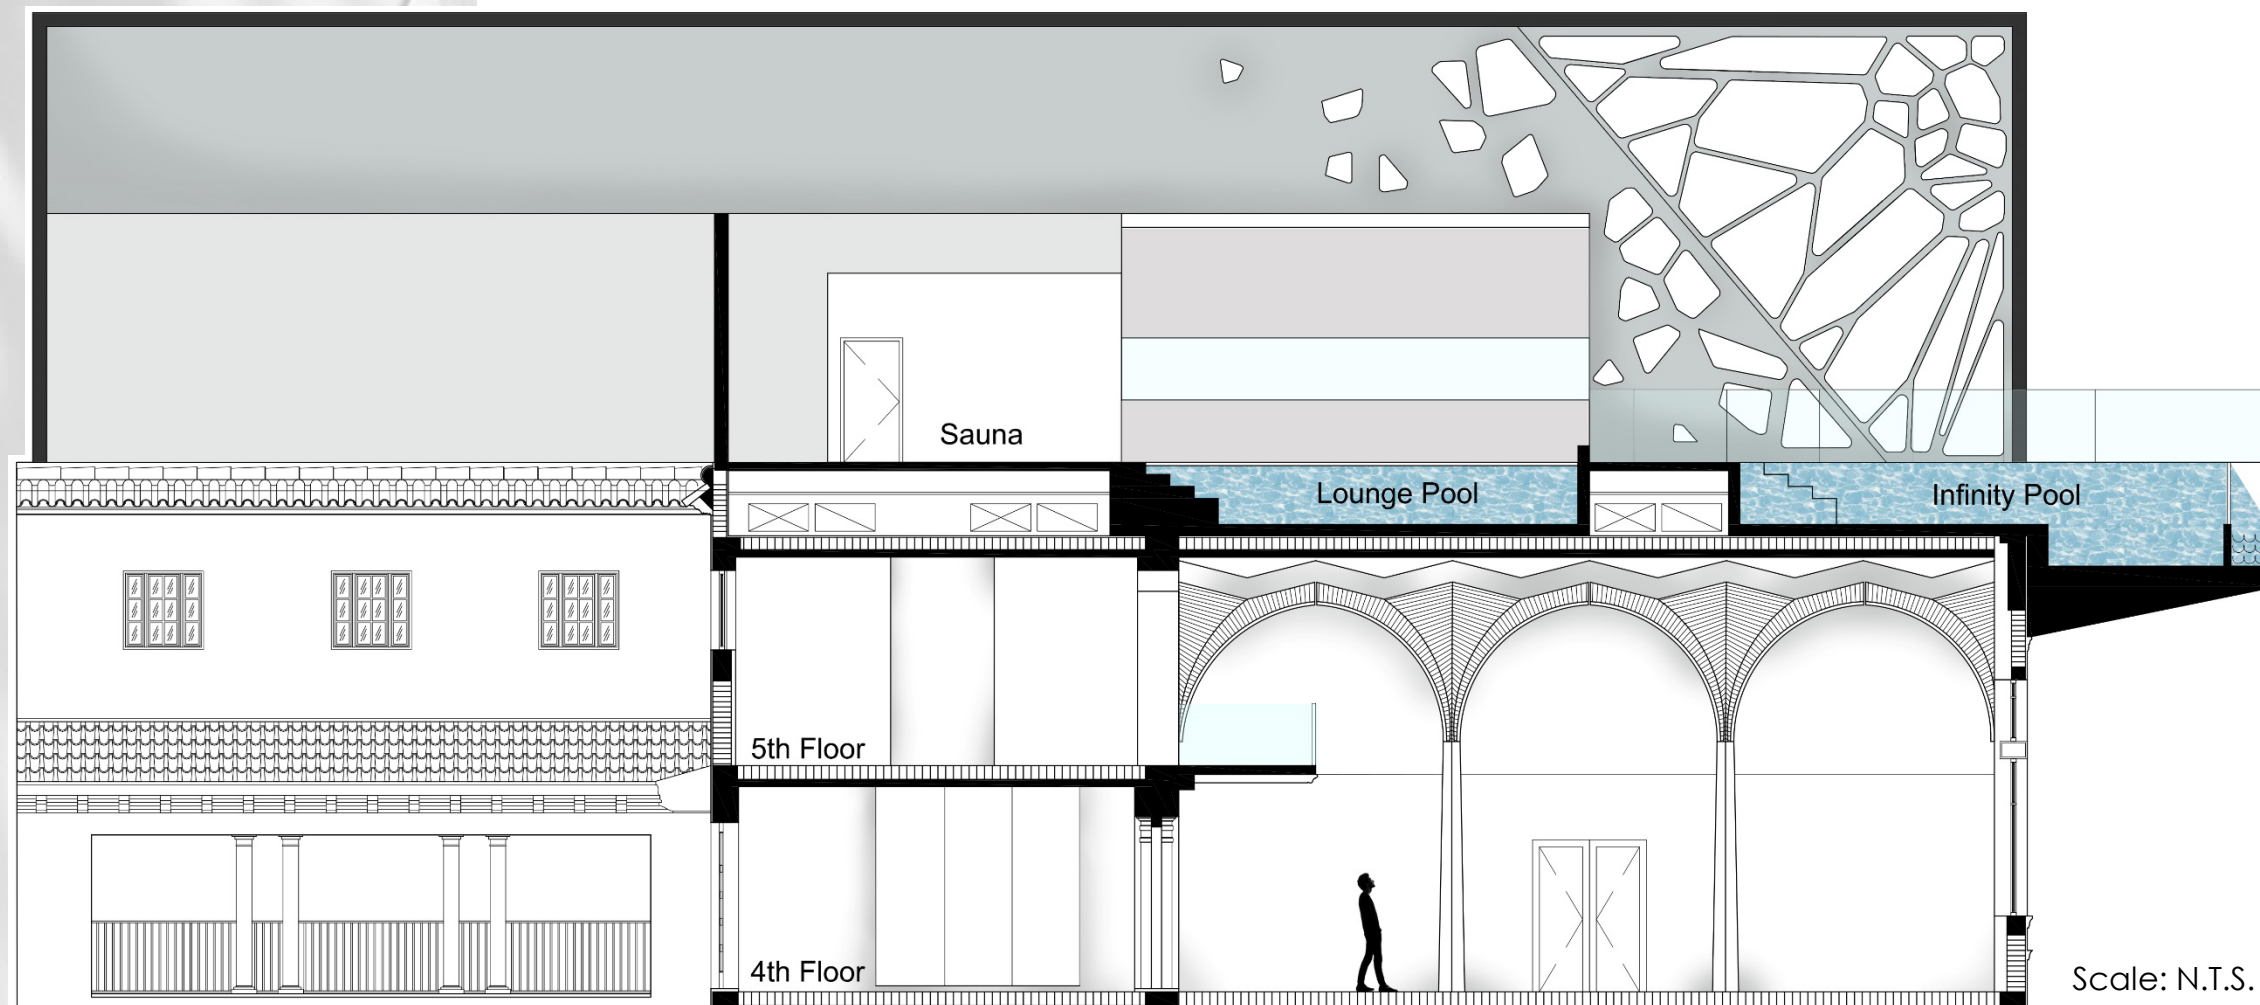 Sauna
Lounge Pool
Infinity Pool
5th Floor
4th Floor
Scale: N.T.S.